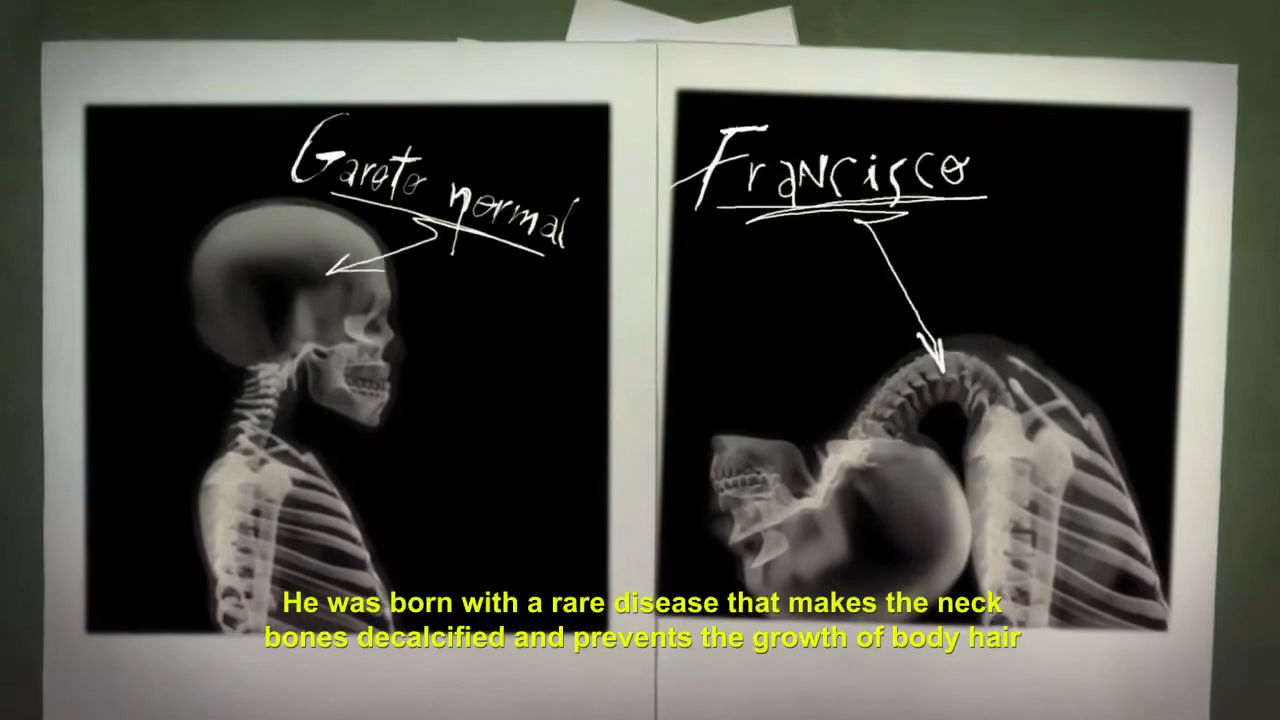 Garoto normal
Francisco
He was born with a rare disease that makes the neck
bones decalcified and prevents the growth of body hair